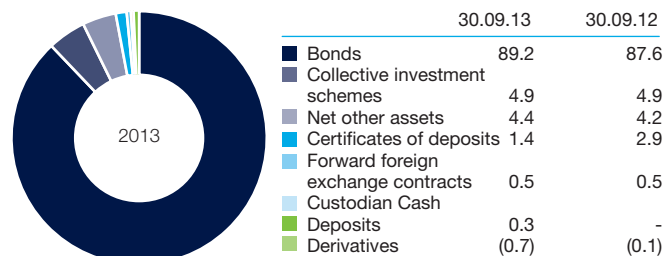 2013
30.09.13 30.09.12
Bonds 89.2 87.6
Collective investment
schemes 4.9 4.9
Net other assets 4.4 4.2
Certificates of deposits 1.4 2.9
Forward foreign
exchange contracts 0.5 0.5
Custodian Cash
Deposits 0.3 -
Derivatives (0.7) (0.1)